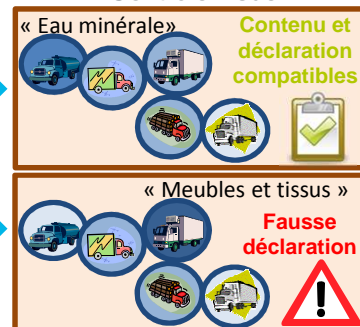 « Eau minérale»
Contenu et
déclaration
compatibles
« Meubles et tissus »
Fausse
déclaration